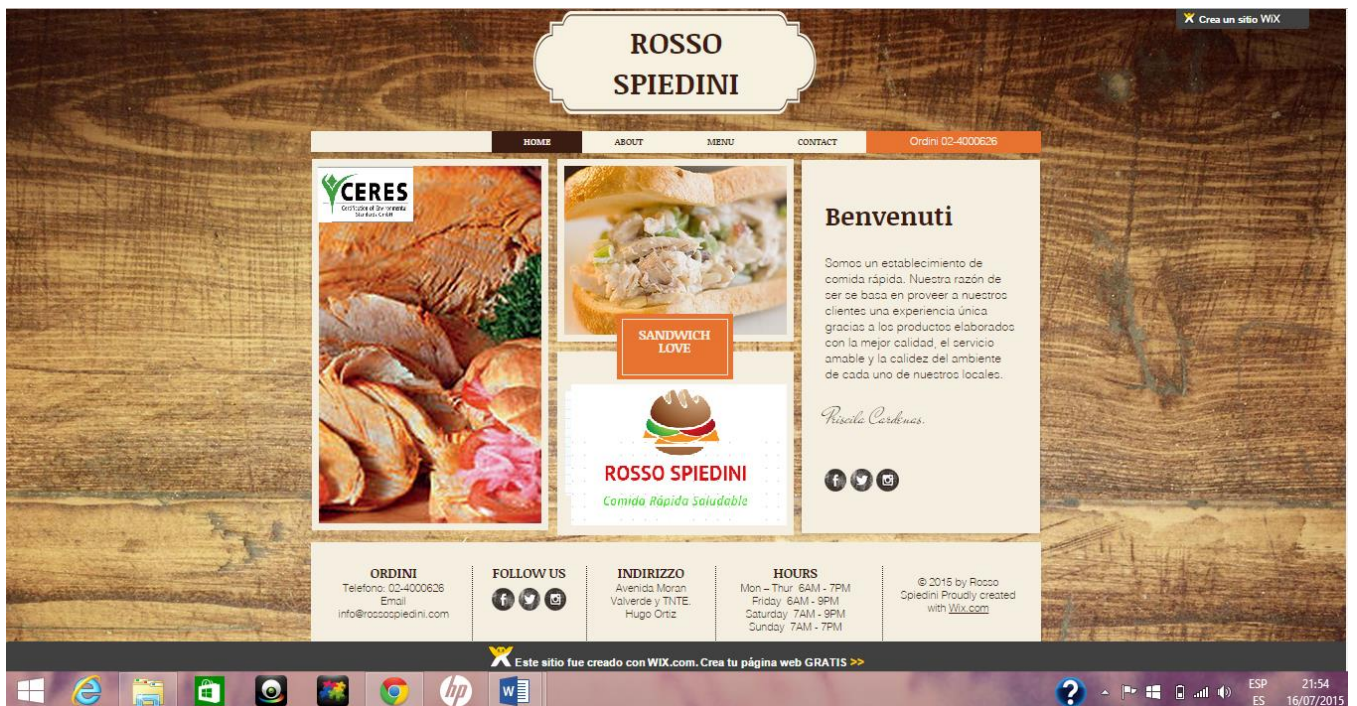 ROSSO
SPIEDINI
Crea un sitio WiX
HOME ABOUT MENU CONTACT Ordini 02-4000626
CERES
Certification of Environmental
Standards GmbH
SANDWICH
LOVE
ROSSO SPIEDINI
Comida Rápida Saludable
Benvenuti
Somos un establecimiento de
comida rápida. Nuestra razón de
ser se basa en proveer a nuestros
clientes una experiencia única
gracias a los productos elaborados
con la mejor calidad, el servicio
amable y la calidez del ambiente
de cada uno de nuestros locales.
Priscila Cardenas.
ORDINI
Telefono: 02-4000626
Email
info@rossospiedini.com
FOLLOW US
INDIRIZZO
Avenida Moran
Valverde y TNTE.
Hugo Ortiz
HOURS
Mon – Thur 6AM - 7PM
Friday 6AM - 9PM
Saturday 7AM - 9PM
Sunday 7AM - 7PM
© 2015 by Rosso
Spiedini Proudly created
with Wix.com
Este sitio fue creado con WIX.com. Crea tu página web GRATIS >>
hp
W
?
ESP
ES
21:54
16/07/2015